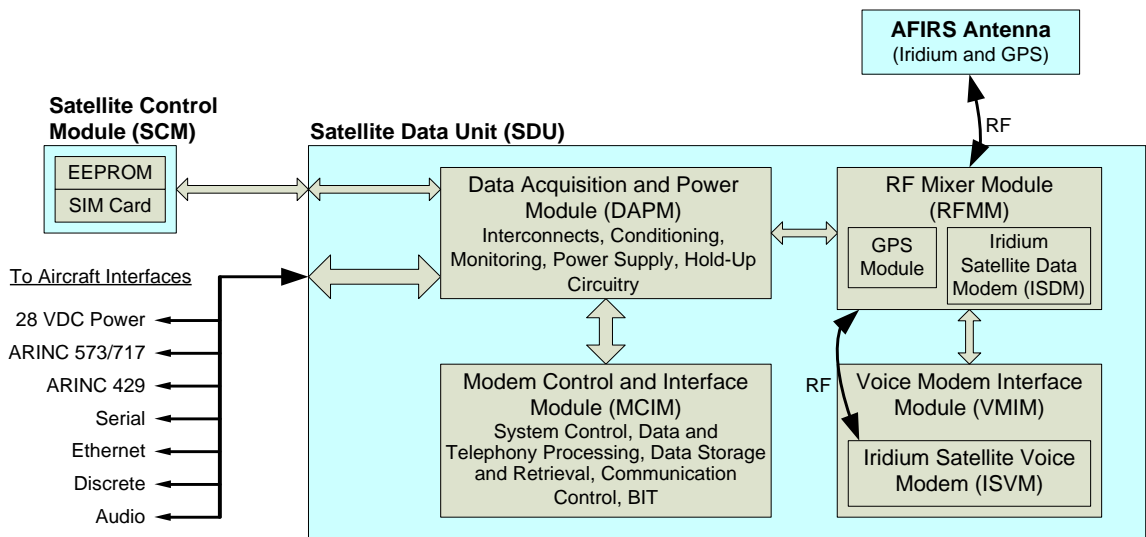 AFIRS Antenna
(Iridium and GPS)
RF
Satellite Control
Module (SCM)
EEPROM
SIM Card
Satellite Data Unit (SDU)
Data Acquisition and Power
Module (DAPM)
Interconnects, Conditioning,
Monitoring, Power Supply, Hold-Up
Circuitry
RF Mixer Module
(RFMM)
GPS
Module
Iridium
Satellite Data
Modem (ISDM)
To Aircraft Interfaces
28 VDC Power
ARINC 573/717
ARINC 429
Serial
Ethernet
Discrete
Audio
Modem Control and Interface
Module (MCIM)
System Control, Data and
Telephony Processing, Data Storage
and Retrieval, Communication
Control, BIT
RF
Voice Modem Interface
Module (VMIM)
Iridium Satellite Voice
Modem (ISVM)